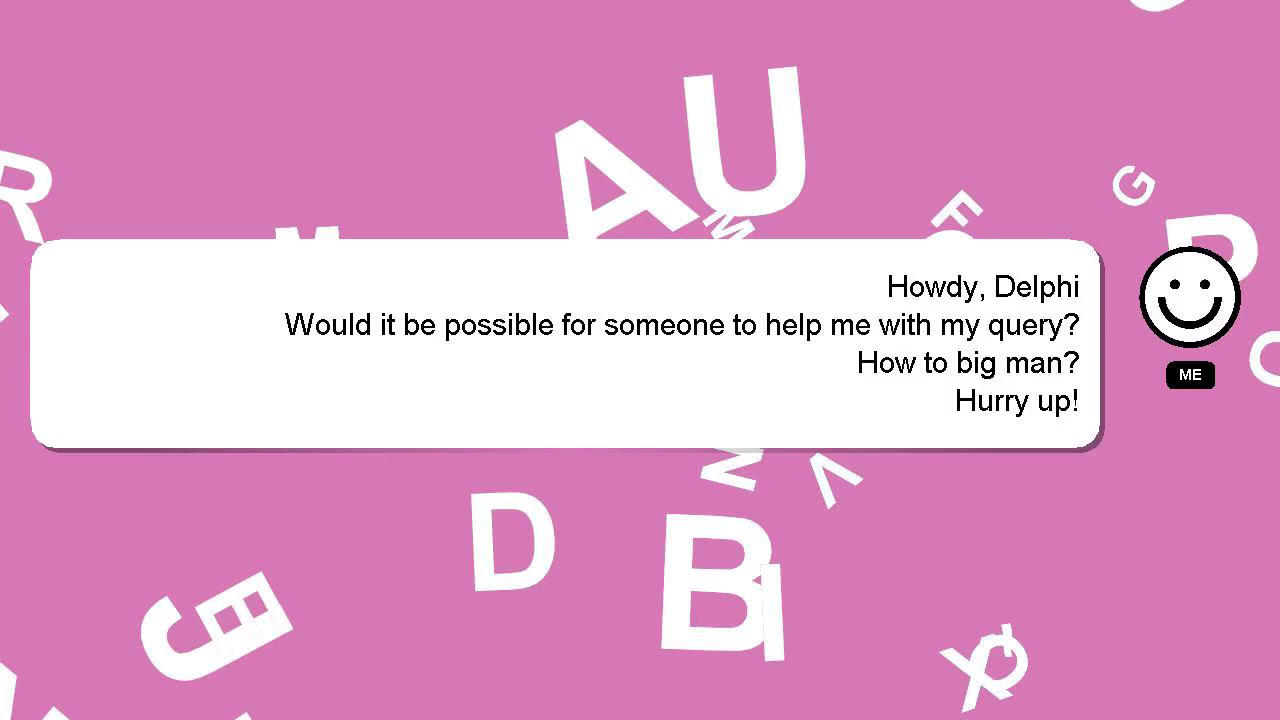 Howdy, Delphi
Would it be possible for someone to help me with my query?
How to big man?
Hurry up!
ME
R
M
A
U
M
F
G
D
B
I
E
X